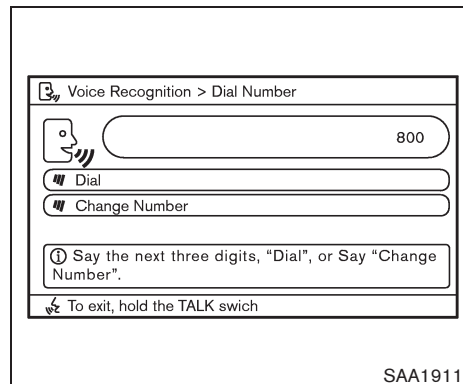 Voice Recognition > Dial Number
800
Dial
Change Number
Say the next three digits, “Dial”, or Say “Change
Number”.
To exit, hold the TALK swich
SAA1911